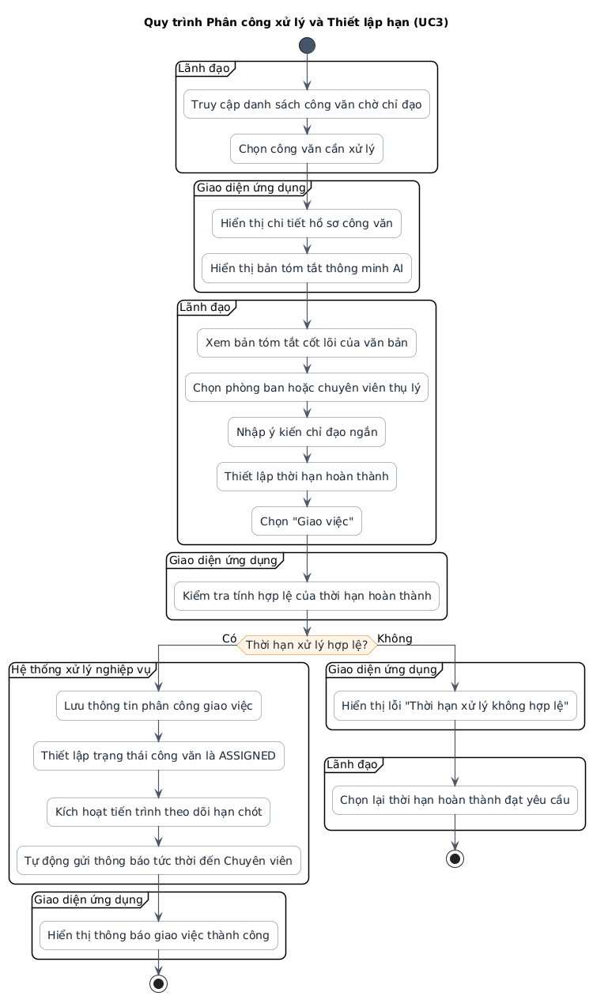 Quy trình Phân công xử lý và Thiết lập hạn (UC3)
Lãnh đạo
Truy cập danh sách công văn chờ chỉ đạo
Chọn công văn cần xử lý
Giao diện ứng dụng
Hiển thị chi tiết hồ sơ công văn
Hiển thị bản tóm tắt thông minh AI
Lãnh đạo
Xem bản tóm tắt cốt lõi của văn bản
Chọn phòng ban hoặc chuyên viên thụ lý
Nhập ý kiến chỉ đạo ngắn
Thiết lập thời hạn hoàn thành
Chọn "Giao việc"
Giao diện ứng dụng
Kiểm tra tính hợp lệ của thời hạn hoàn thành
Có
Thời hạn xử lý hợp lệ?
Không
Hệ thống xử lý nghiệp vụ
Lưu thông tin phân công giao việc
Thiết lập trạng thái công văn là ASSIGNED
Kích hoạt tiến trình theo dõi hạn chót
Tự động gửi thông báo tức thời đến Chuyên viên
Giao diện ứng dụng
Hiển thị thông báo giao việc thành công
Giao diện ứng dụng
Hiển thị lỗi "Thời hạn xử lý không hợp lệ"
Lãnh đạo
Chọn lại thời hạn hoàn thành đạt yêu cầu